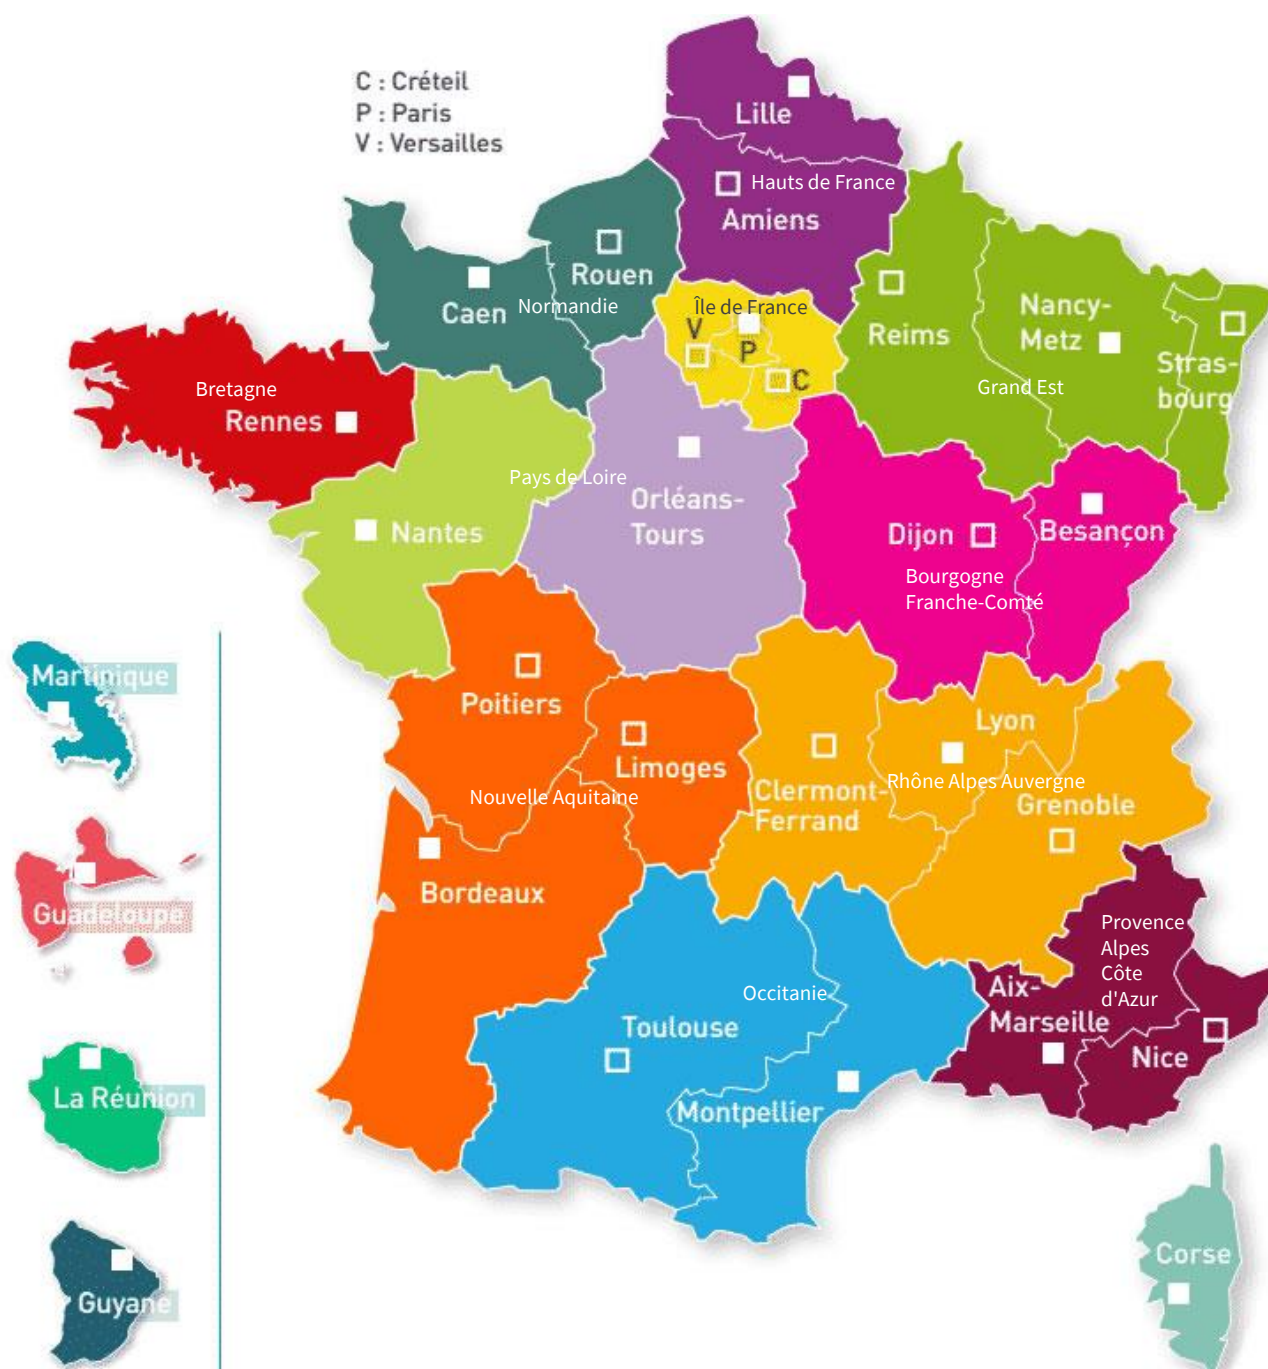 C : Créteil
P : Paris
V : Versailles
Lille
Hauts de France
Amiens
Rouen
Caen
Normandie
Île de France
V
P
C
Reims
Nancy-
Metz
Stras-
bourg
Grand Est
Bretagne
Rennes
Pays de Loire
Nantes
Orléans-
Tours
Dijon
Besançon
Bourgogne
Franche-Comté
Martinique
Poitiers
Limoges
Nouvelle Aquitaine
Lyon
Rhône Alpes Auvergne
Clermont-
Ferrand
Grenoble
Bordeaux
Guadeloupe
Provence
Alpes
Côte
d'Azur
Occitanie
Aix-
Marseille
Nice
Toulouse
Montpellier
La Réunion
Guyane
Corse